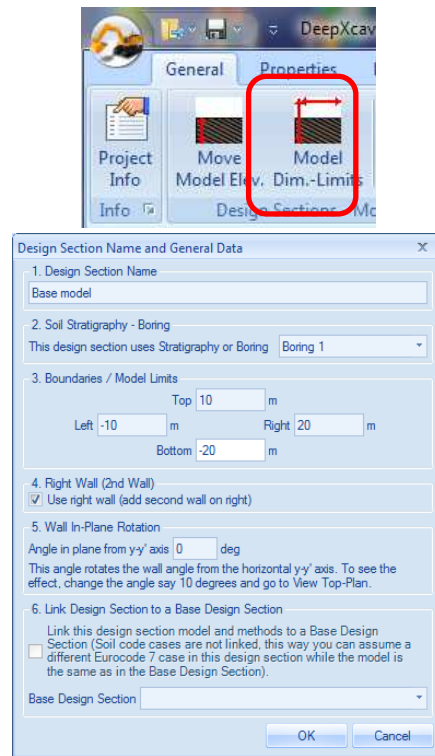 DeepXcav
General Properties
Project Info
Move Model Elev.
Model Dim.-Limits
Info Design Sections
Design Section Name and General Data
1. Design Section Name
Base model
2. Soil Stratigraphy - Boring
This design section uses Stratigraphy or Boring Boring 1
3. Boundaries / Model Limits
Top 10 m
Left -10 m Right 20 m
Bottom -20 m
4. Right Wall (2nd Wall)
Use right wall (add second wall on right)
5. Wall In-Plane Rotation
Angle in plane from y-y' axis 0 deg
This angle rotates the wall angle from the horizontal y-y' axis. To see the
effect, change the angle say 10 degrees and go to View Top-Plan.
6. Link Design Section to a Base Design Section
Link this design section model and methods to a Base Design
Section (Soil code cases are not linked, this way you can assume a
different Eurocode 7 case in this design section while the model is
the same as in the Base Design Section).
Base Design Section
OK Cancel